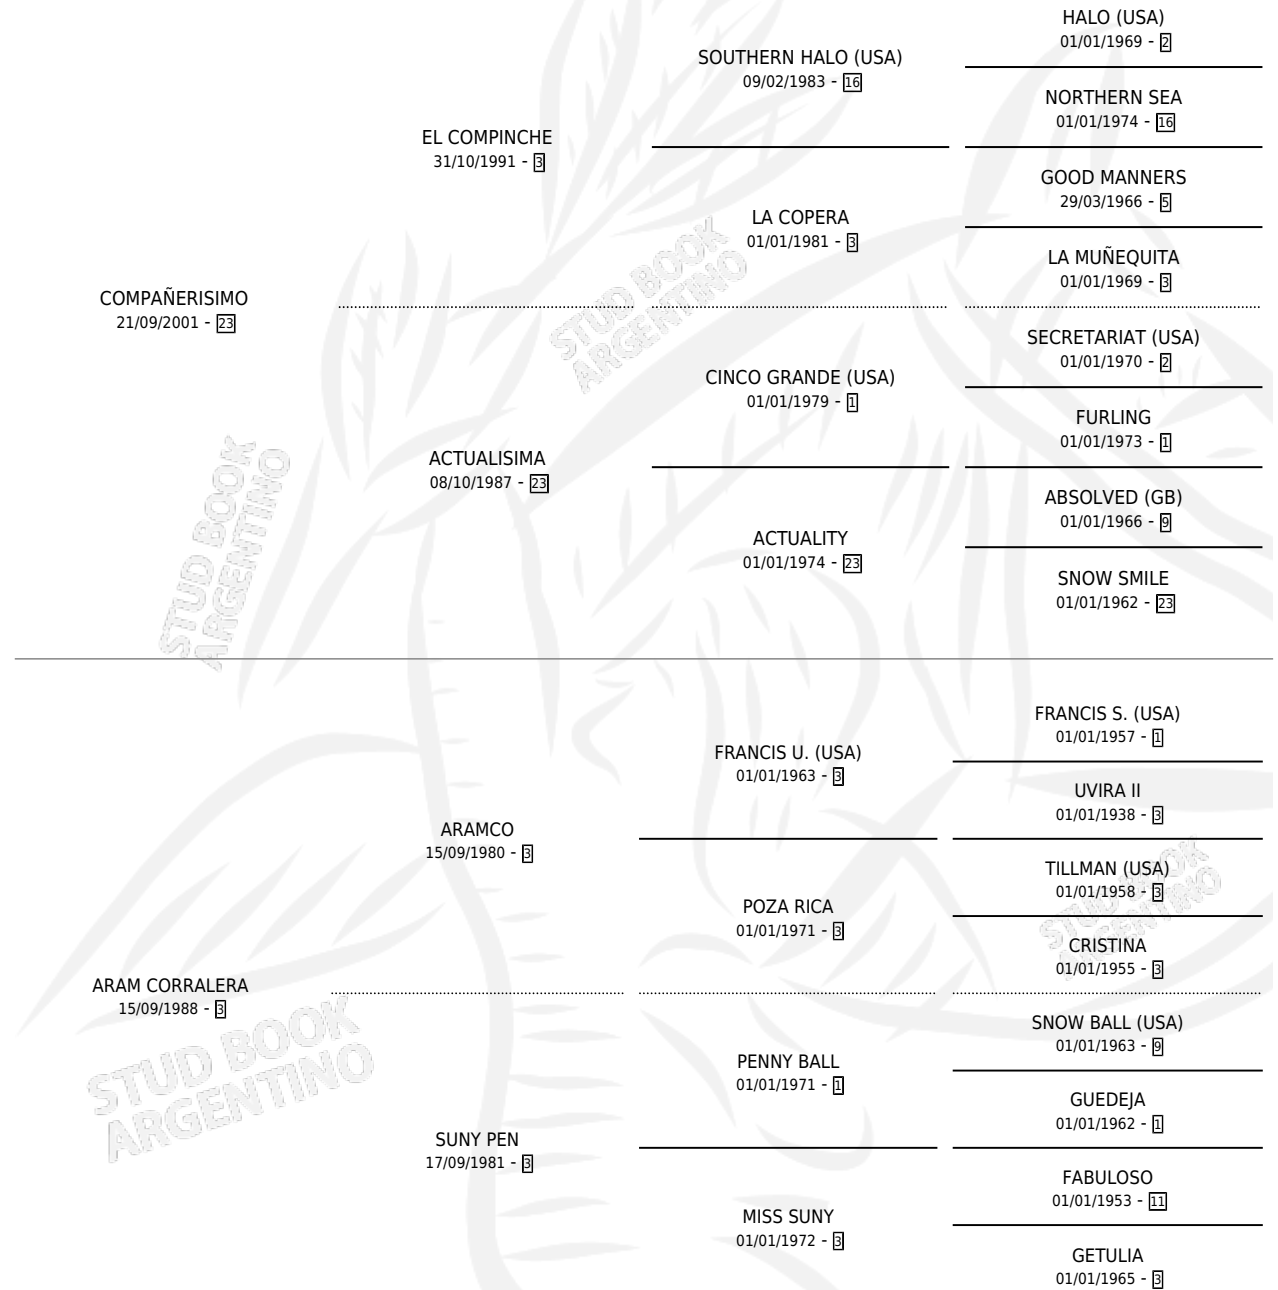 HALO (USA)
01/01/1969 - 2
SOUTHERN HALO (USA)
09/02/1983 - 16
NORTHERN SEA
01/01/1974 - 16
EL COMPINCHE
31/10/1991 - 3
GOOD MANNERS
29/03/1966 - 5
LA COPERA
01/01/1981 - 3
LA MUÑEQUITA
01/01/1969 - 3
COMPAÑERISIMO
21/09/2001 - 23
SECRETARIAT (USA)
01/01/1970 - 2
CINCO GRANDE (USA)
01/01/1979 - 1
FURLING
01/01/1973 - 1
ACTUALISIMA
08/10/1987 - 23
ABSOLVED (GB)
01/01/1966 - 9
ACTUALITY
01/01/1974 - 23
SNOW SMILE
01/01/1962 - 23
STUD BOOK
ARGENTINO
STUD BOOK
ARGENTINO
FRANCIS S. (USA)
01/01/1957 - 1
FRANCIS U. (USA)
01/01/1963 - 3
UVIRA II
01/01/1938 - 3
ARAMCO
15/09/1980 - 3
TILLMAN (USA)
01/01/1958 - 3
POZA RICA
01/01/1971 - 3
CRISTINA
01/01/1955 - 3
ARAM CORRALERA
15/09/1988 - 3
SNOW BALL (USA)
01/01/1963 - 9
PENNY BALL
01/01/1971 - 1
GUEDEJA
01/01/1962 - 1
SUNY PEN
17/09/1981 - 3
FABULOSO
01/01/1953 - 11
MISS SUNY
01/01/1972 - 3
GETULIA
01/01/1965 - 3
STUD BOOK
ARGENTINO
STUD BOOK
ARGENTINO